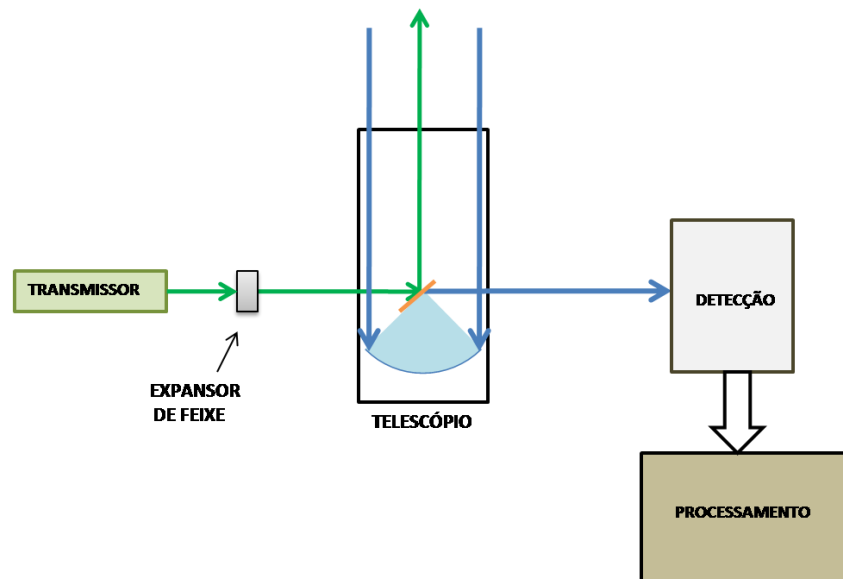 TRANSMISSOR
EXPANSOR
DE FEIXE
TELESCÓPIO
DETECÇÃO
PROCESSAMENTO